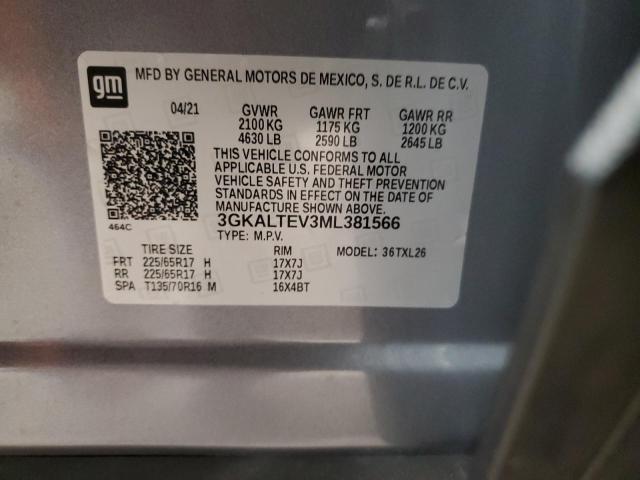 gm
MFD BY GENERAL MOTORS DE MEXICO, S. DE R.L. DE C.V.
04/21 GVWR GAWR FRT GAWR RR
2100 KG 1175 KG 1200 KG
4630 LB 2590 LB 2645 LB
THIS VEHICLE CONFORMS TO ALL
APPLICABLE U.S. FEDERAL MOTOR
VEHICLE SAFETY AND THEFT PREVENTION
STANDARDS IN EFFECT ON THE DATE OF
MANUFACTURE SHOWN ABOVE.
3GKALTEV3ML381566
464C
TYPE: M.P.V.
TIRE SIZE RIM MODEL: 36TXL26
FRT 225/65R17 H 17X7J
RR 225/65R17 H 17X7J
SPA T135/70R16 M 16X4BT